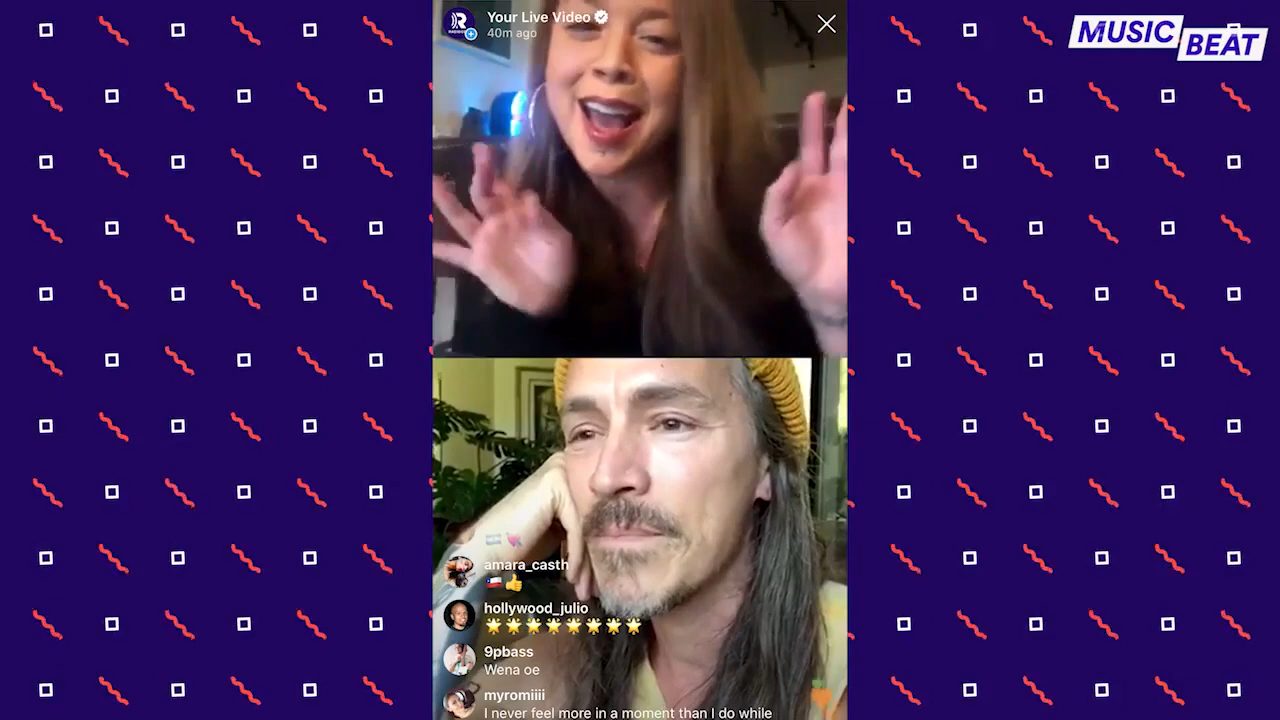 Your Live Video
40m ago
MUSIC
BEAT
amara_casth
hollywood_julio
9pbass
Wena oe
myromiiii
I never feel more in a moment than I do while